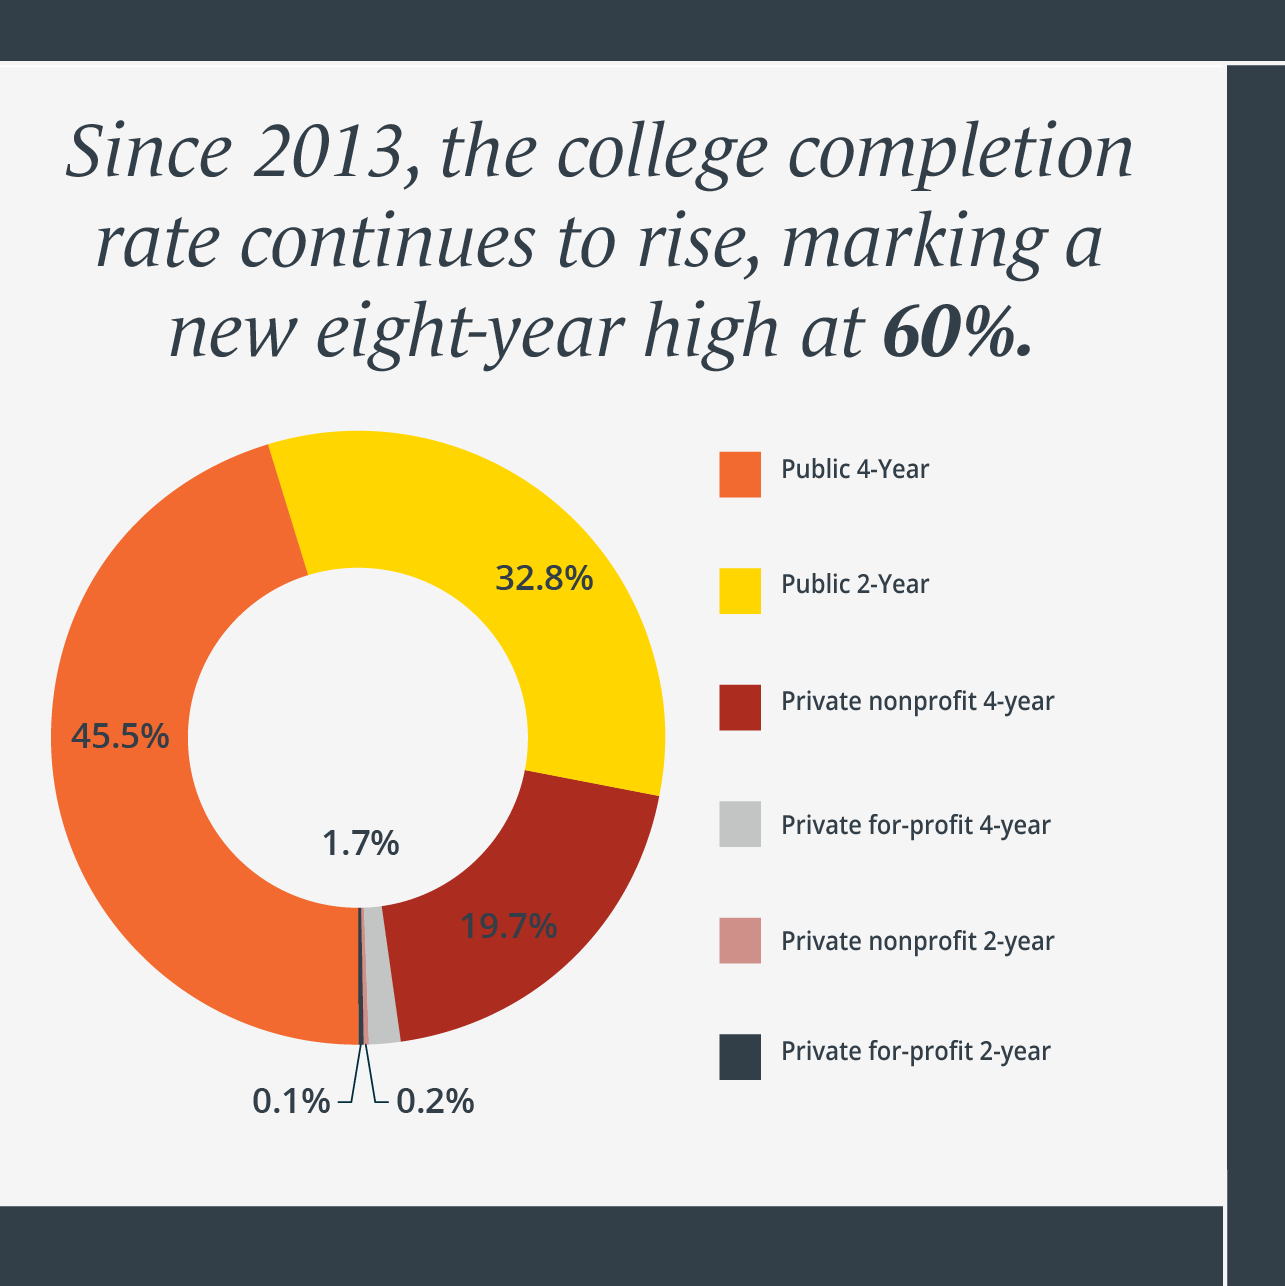 Since 2013, the college completion
rate continues to rise, marking a
new eight-year high at 60%.
32.8%
45.5%
1.7%
19.7%
0.1%
0.2%
Public 4-Year
Public 2-Year
Private nonprofit 4-year
Private for-profit 4-year
Private nonprofit 2-year
Private for-profit 2-year